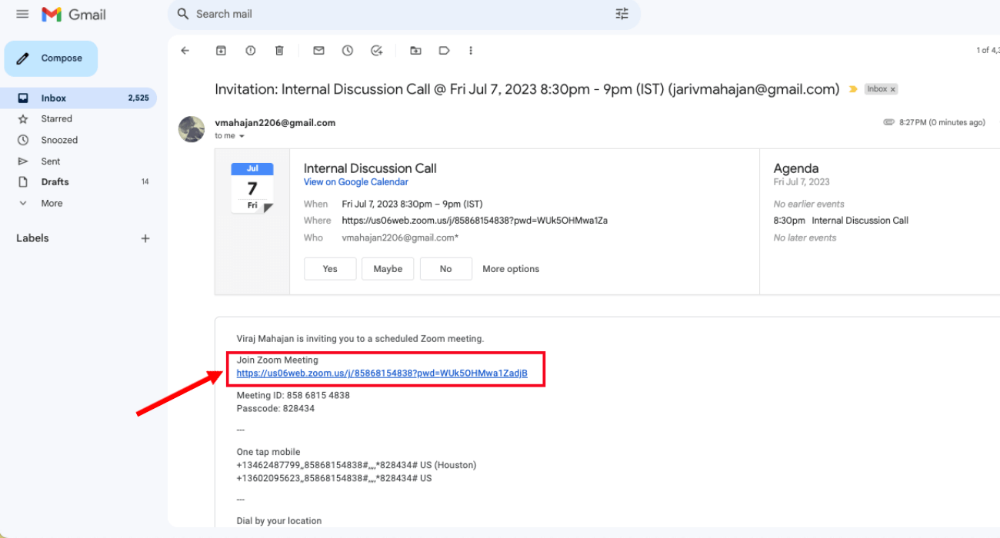 Gmail
Search mail
Compose
1 of 4,3
Inbox 2,525
Starred
Snoozed
Sent
Drafts 14
More
Labels
Invitation: Internal Discussion Call @ Fri Jul 7, 2023 8:30pm - 9pm (IST) (jarivmahajan@gmail.com) Inbox x
vmahajan2206@gmail.com 8:27 PM (0 minutes ago)
to me
Jul
7
Fri
Internal Discussion Call
View on Google Calendar
When Fri Jul 7, 2023 8:30pm – 9pm (IST)
Where https://us06web.zoom.us/j/85868154838?pwd=WUk5OHMwa1Za
Who vmahajan2206@gmail.com*
Yes Maybe No More options
Agenda
Fri Jul 7, 2023
No earlier events
8:30pm Internal Discussion Call
No later events
Viraj Mahajan is inviting you to a scheduled Zoom meeting.
Join Zoom Meeting
https://us06web.zoom.us/j/85868154838?pwd=WUk5OHMwa1ZadjB
Meeting ID: 858 6815 4838
Passcode: 828434
---
One tap mobile
+13462487799,,85868154838#,,,,*828434# US (Houston)
+13602095623,,85868154838#,,,,*828434# US
---
Dial by your location